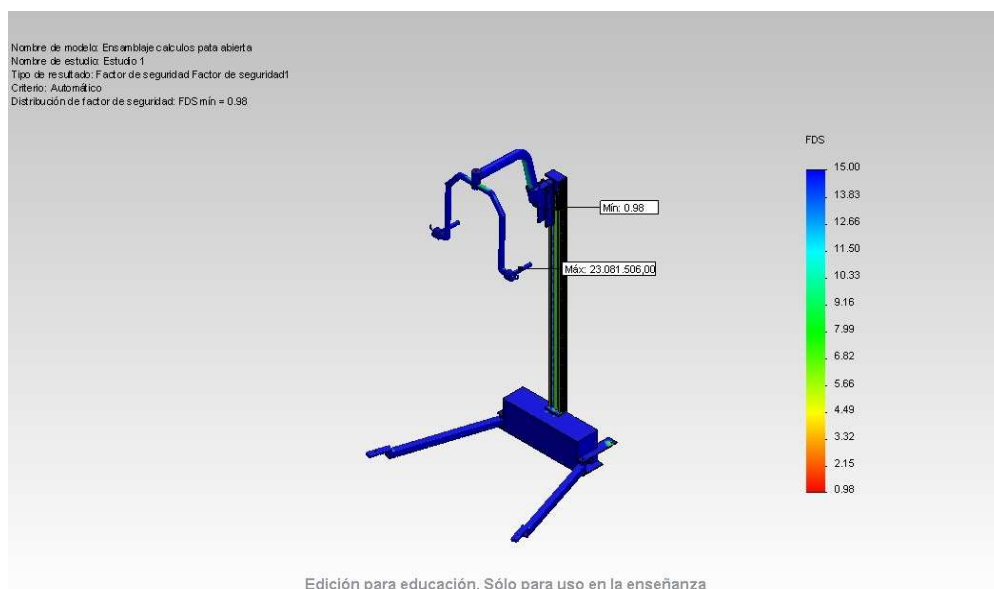 Nombre de modelo: Ensamblaje calculos pata abierta
Nombre de estudio: Estudio 1
Tipo de resultado: Factor de seguridad Factor de seguridad1
Criterio: Automático
Distribución de factor de seguridad: FDS mín = 0.98
FDS
15.00
13.83
12.66
11.50
10.33
9.16
7.99
6.82
5.66
4.49
3.32
2.15
0.98
Mín: 0.98
Máx: 23.081.506,00
Edición para educación. Sólo para uso en la enseñanza